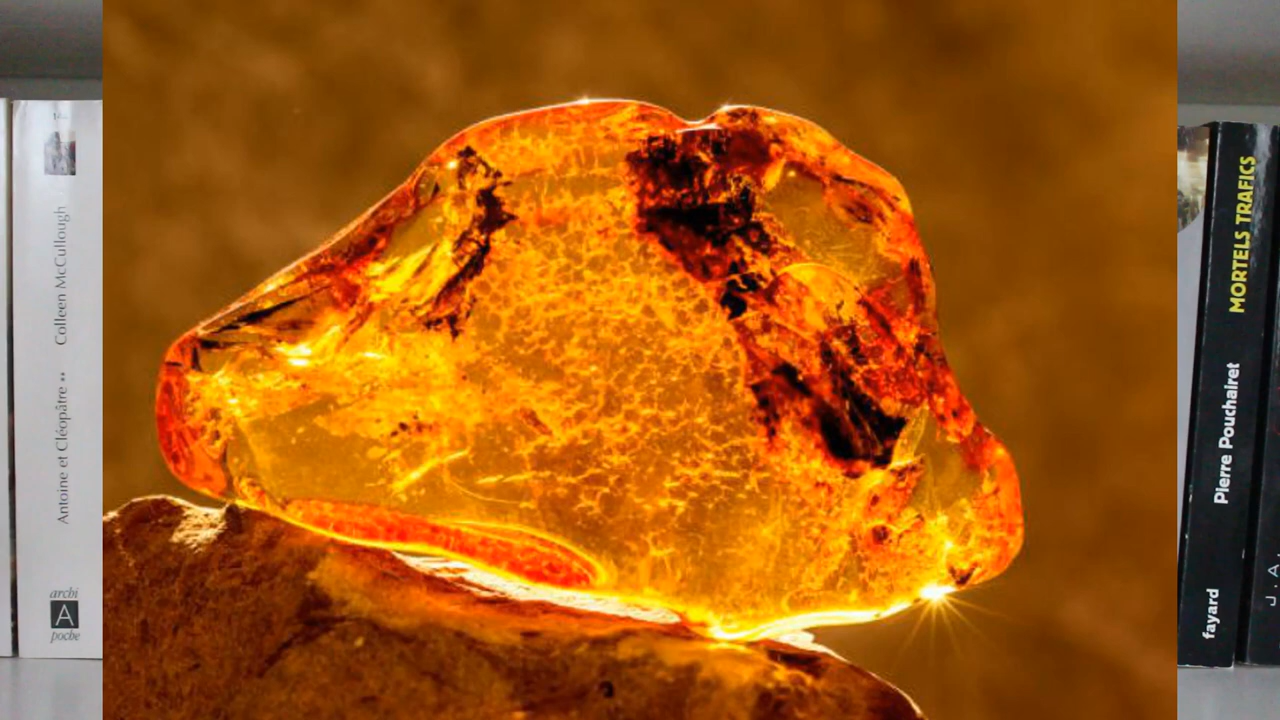 Antoine et Cléopâtre ** Colleen McCullough
archi
A
poche
MORTELS TRAFICS
Pierre Pouchairet
fayard
J A